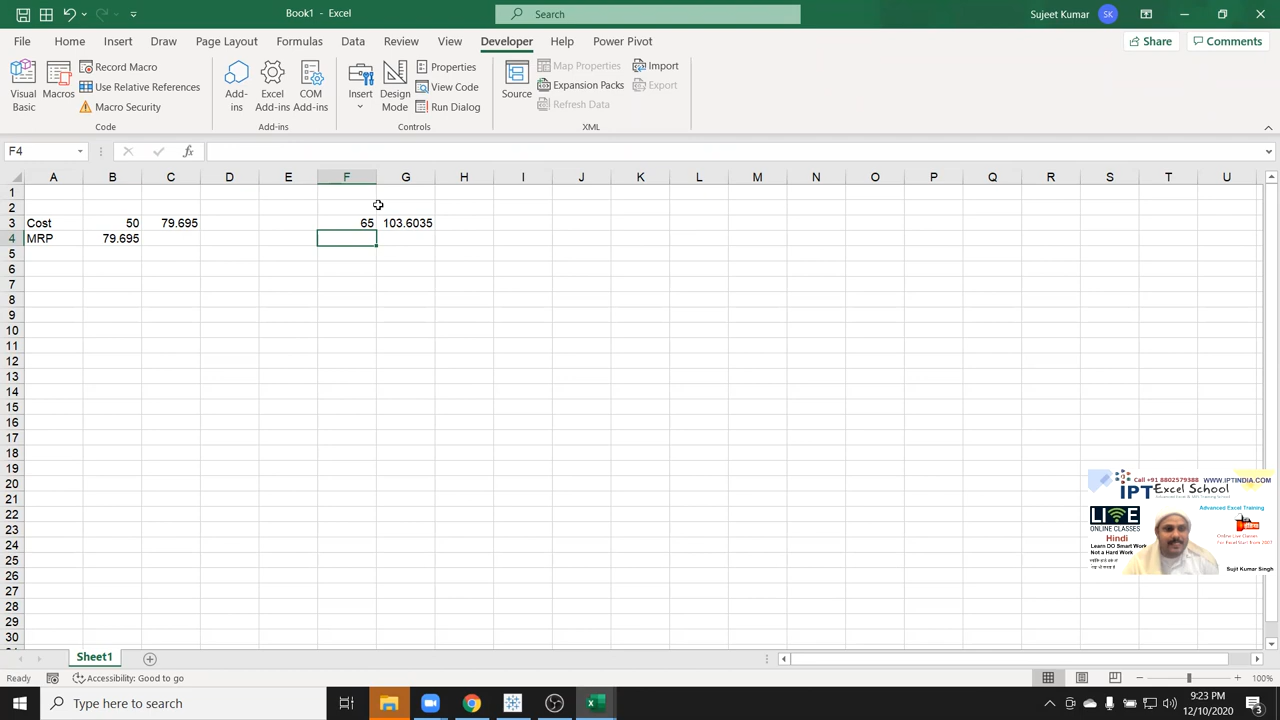 Book1 - Excel
Search
Sujeet Kumar
SK
File Home Insert Draw Page Layout Formulas Data Review View Developer Help Power Pivot
Share
Comments
Visual Basic
Macros
Record Macro
Use Relative References
Macro Security
Code
Add-ins
Excel Add-ins
COM Add-ins
Add-ins
Insert
Design Mode
Properties
View Code
Run Dialog
Controls
Source
Map Properties
Expansion Packs
Refresh Data
Import
Export
XML
F4
fx
A B C D E F G H I J K L M N O P Q R S T U
1
2
3 Cost 50 79.695 65 103.6035
4 MRP 79.695
5
6
7
8
9
10
11
12
13
14
15
16
17
18
19
20
21
22
23
24
25
26
27
28
29
30
Call +91 8802579388 WWW.IPTINDIA.COM
IPT Excel School
Advanced Excel Training
LIVE
ONLINE CLASSES
Hindi
Learn DO Smart Work
Not a Hard Work
Online Live Classes
Sujit Kumar Singh
Sheet1
Ready
Accessibility: Good to go
100%
Type here to search
9:23 PM
12/10/2020
3